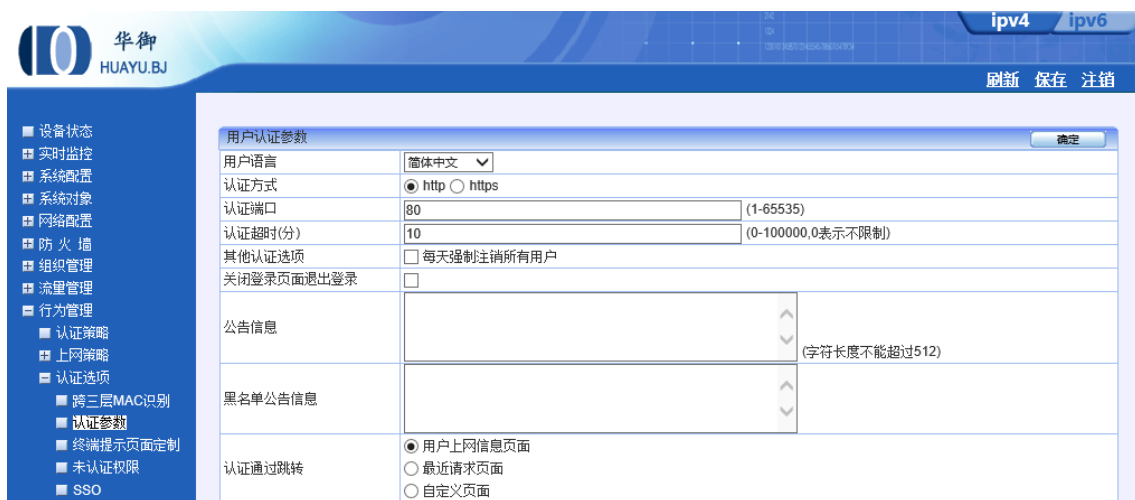 华御
HUAYU.BJ
ipv4 ipv6
刷新 保存 注销
设备状态
实时监控
系统配置
系统对象
网络配置
防 火 墙
组织管理
流量管理
行为管理
认证策略
上网策略
认证选项
跨三层MAC识别
认证参数
终端提示页面定制
未认证权限
SSO
用户认证参数 确定
用户语言 简体中文
认证方式 http https
认证端口 80 (1-65535)
认证超时(分) 10 (0-100000,0表示不限制)
其他认证选项 每天强制注销所有用户
关闭登录页面退出登录
公告信息 (字符长度不能超过512)
黑名单公告信息
认证通过跳转 用户上网信息页面
最近请求页面
自定义页面